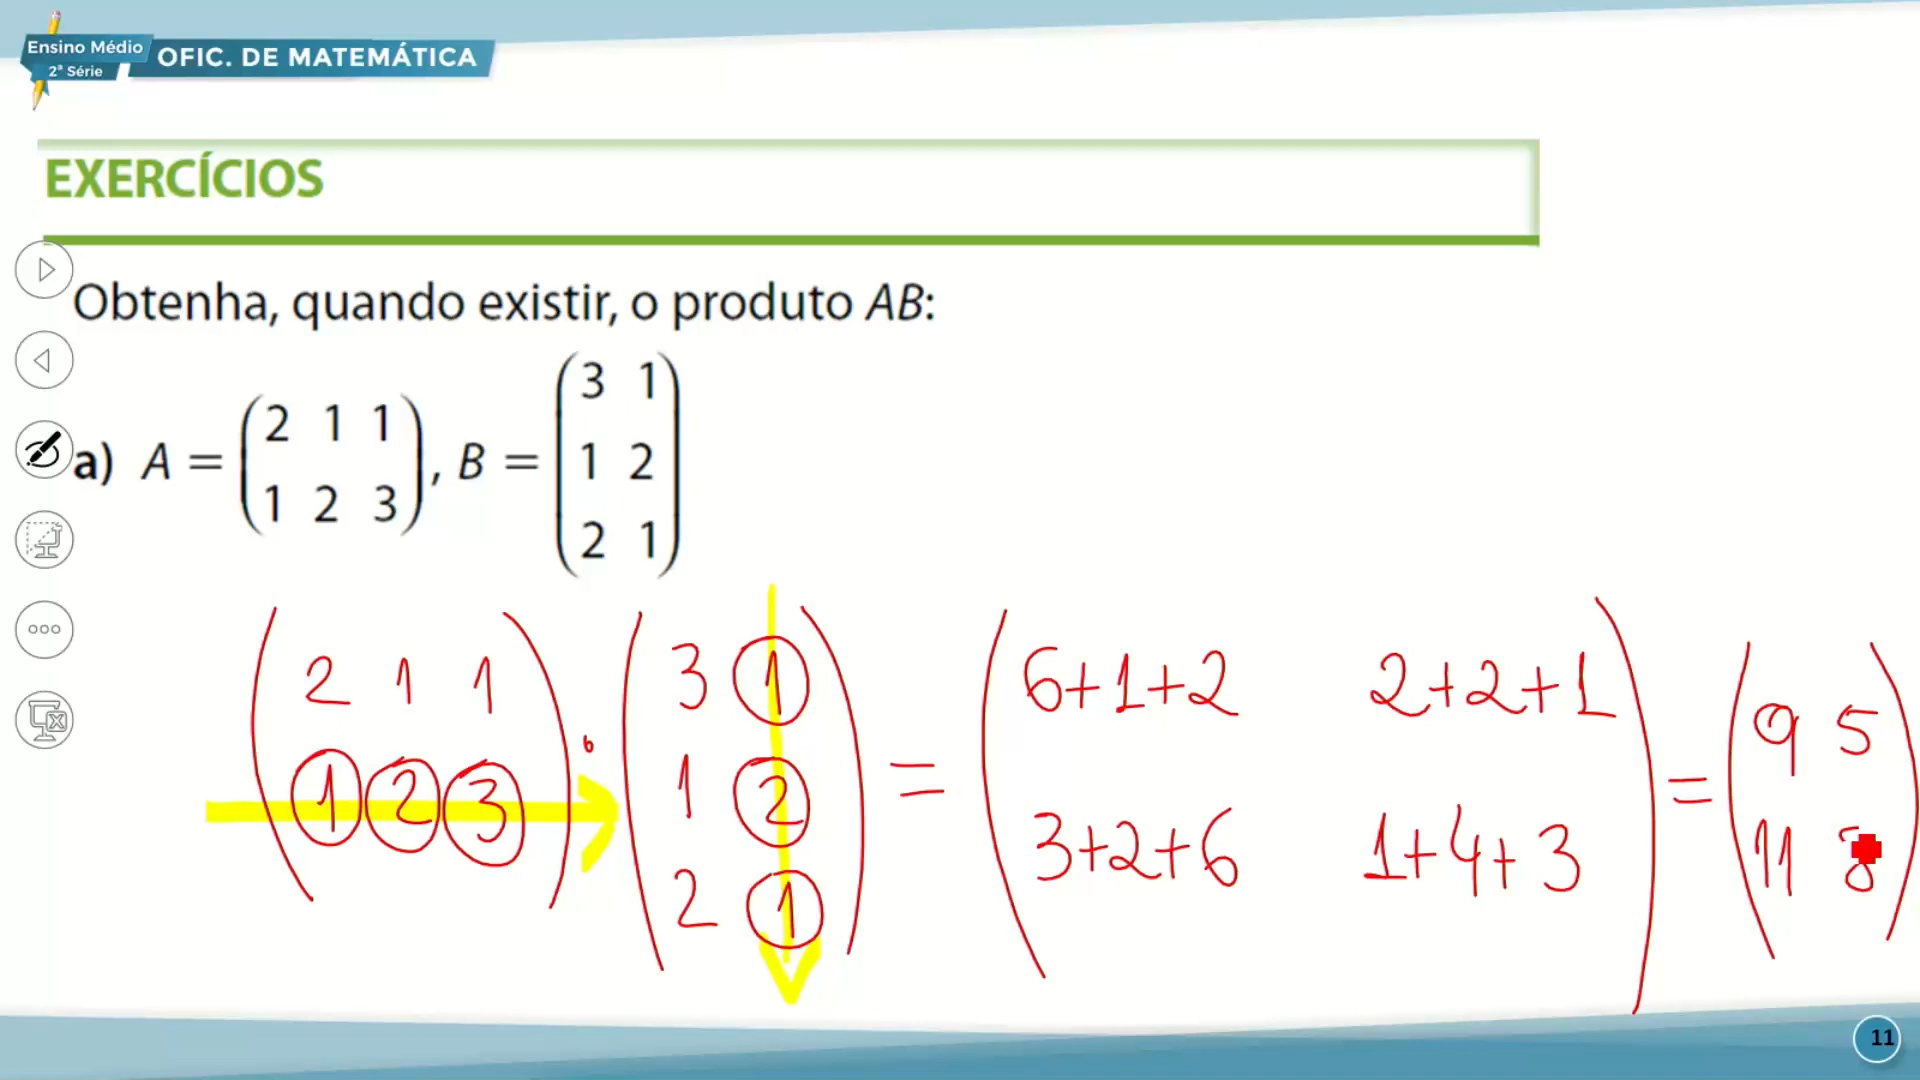 Ensino Médio
2ª Série
OFIC. DE MATEMÁTICA
EXERCÍCIOS
Obtenha, quando existir, o produto AB:
a) A = (2 1 1
1 2 3), B = (3 1
1 2
2 1)
(2 1 1
1 2 3) . (3 1
1 2
2 1) = (6+1+2 2+2+1
3+2+6 1+4+3) = (9 5
11 8)
11